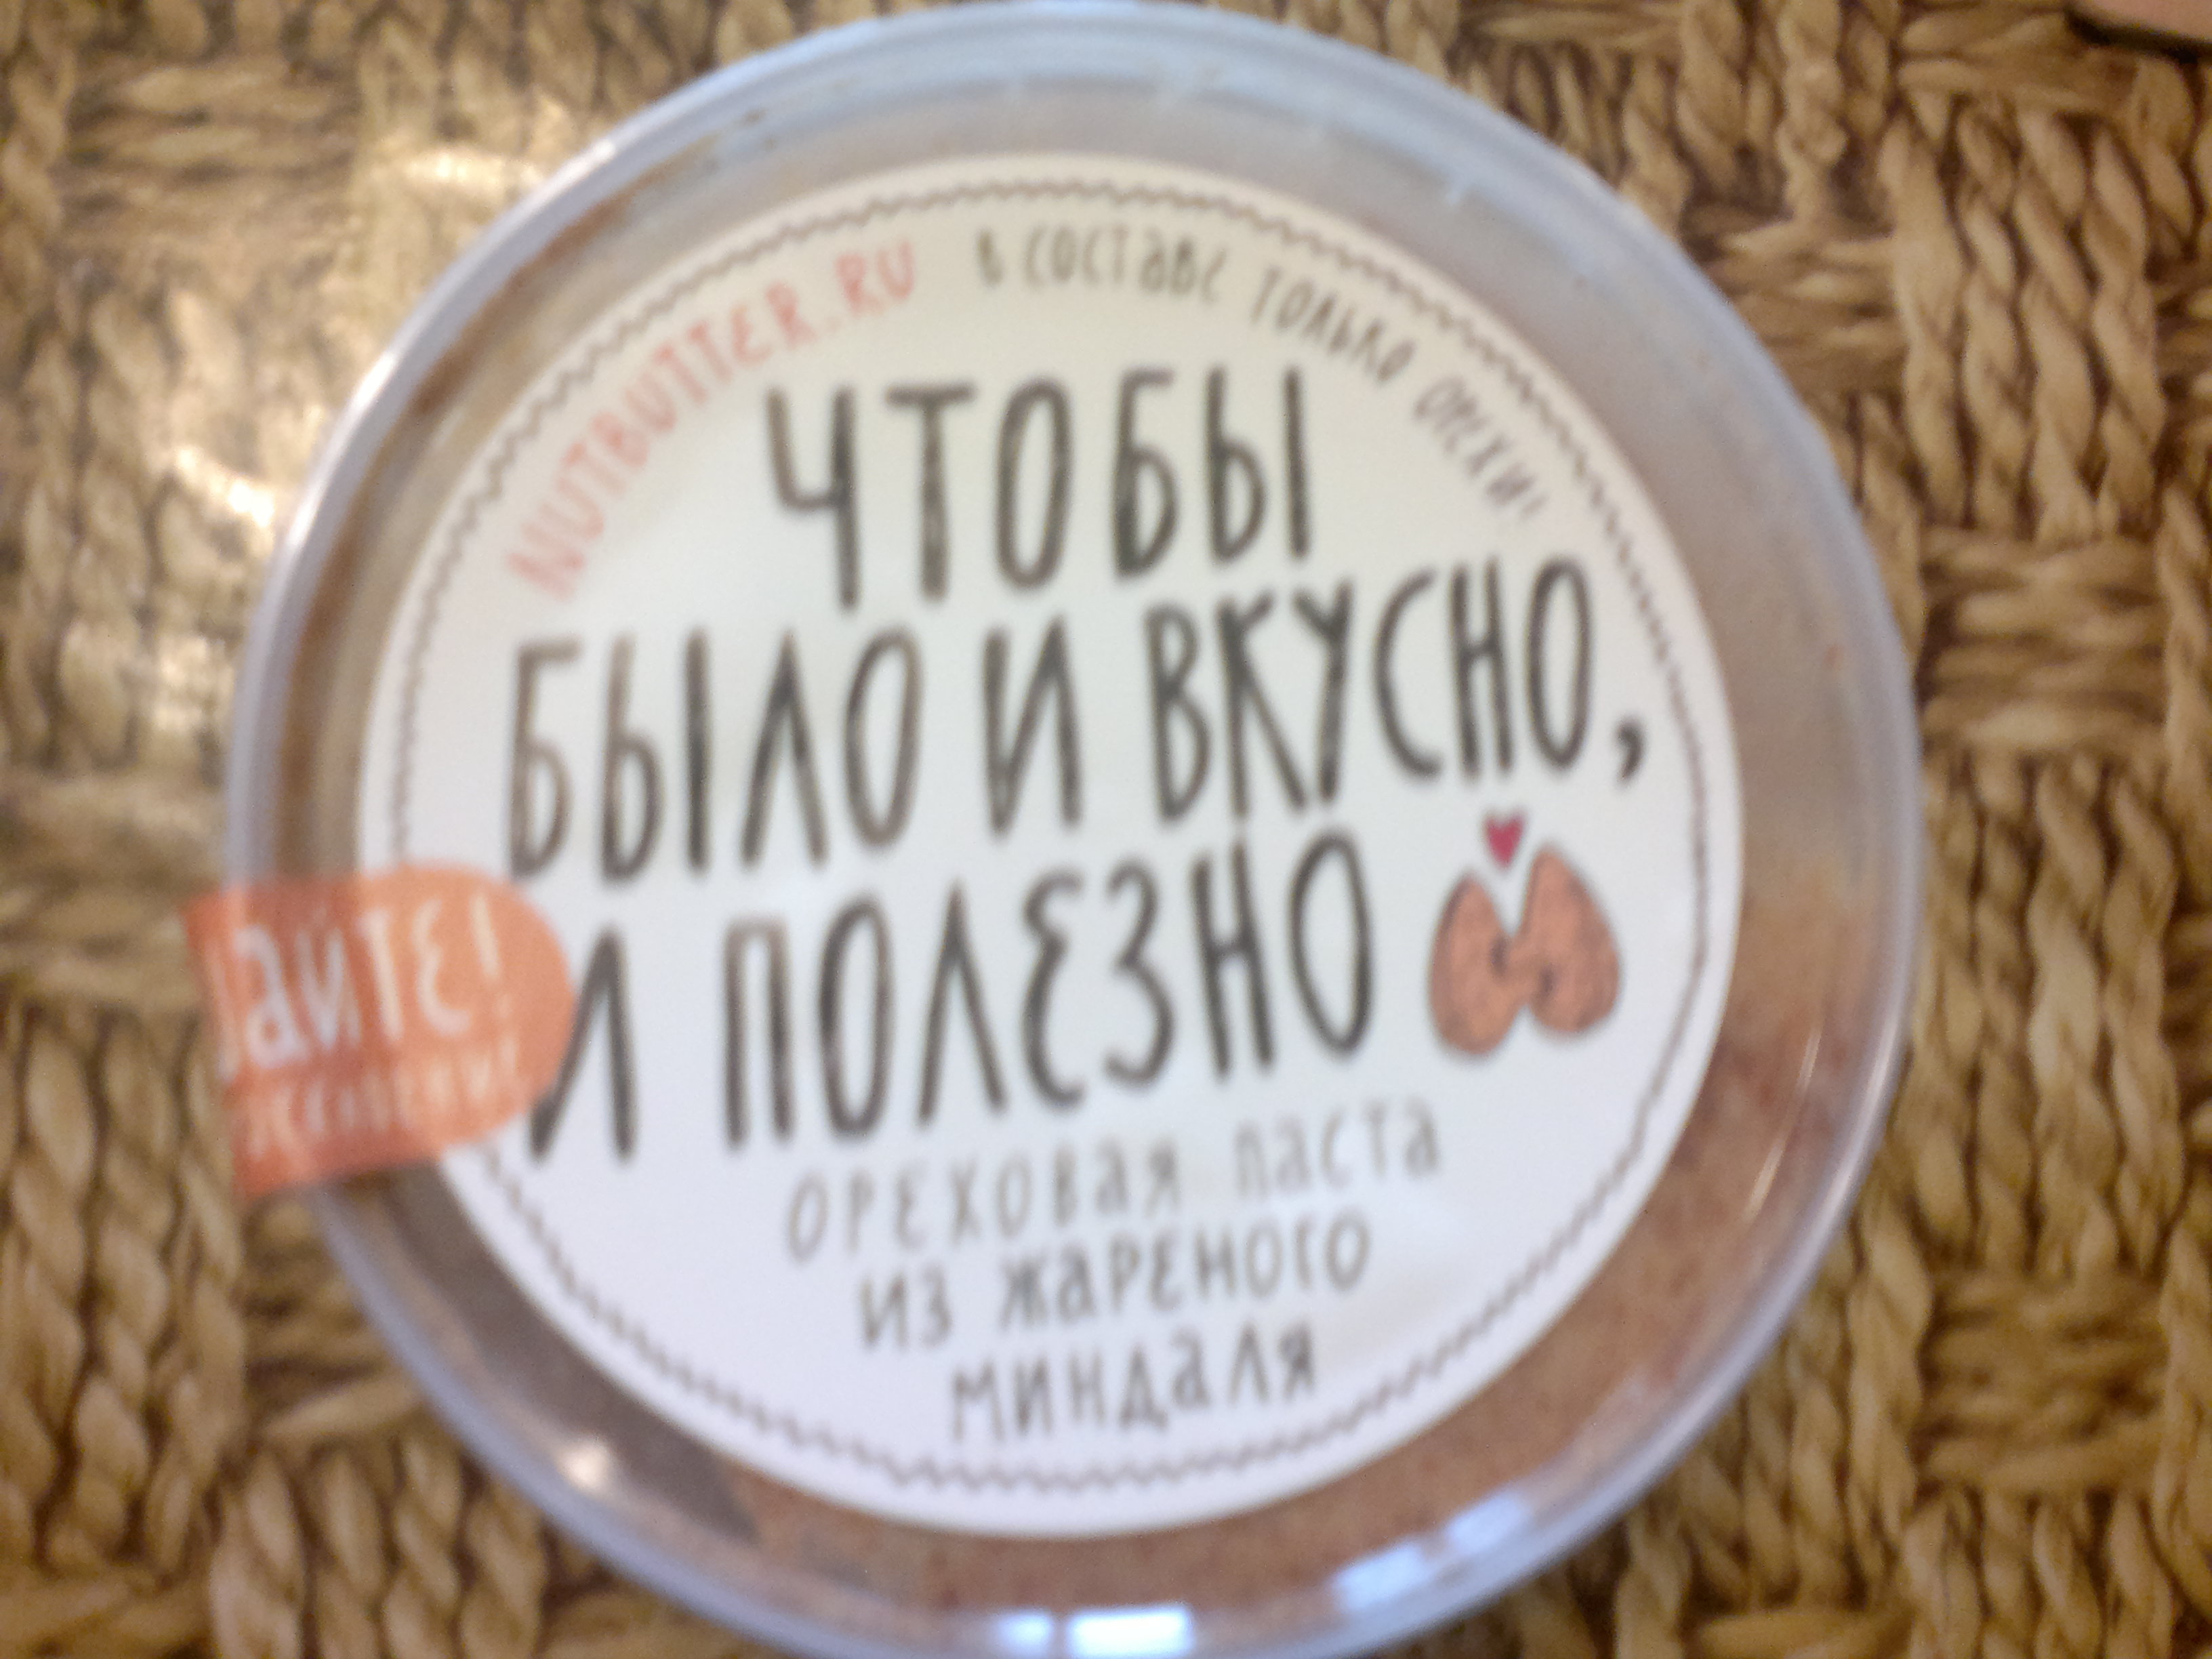 NUTBUTTER.RU В СОСТАВЕ ТОЛЬКО ОРЕХИ!
ЧТОБЫ
БЫЛО И ВКУСНО,
И ПОЛЕЗНО
ОРЕХОВАЯ ПАСТА
ИЗ ЖАРЕНОГО
МИНДАЛЯ